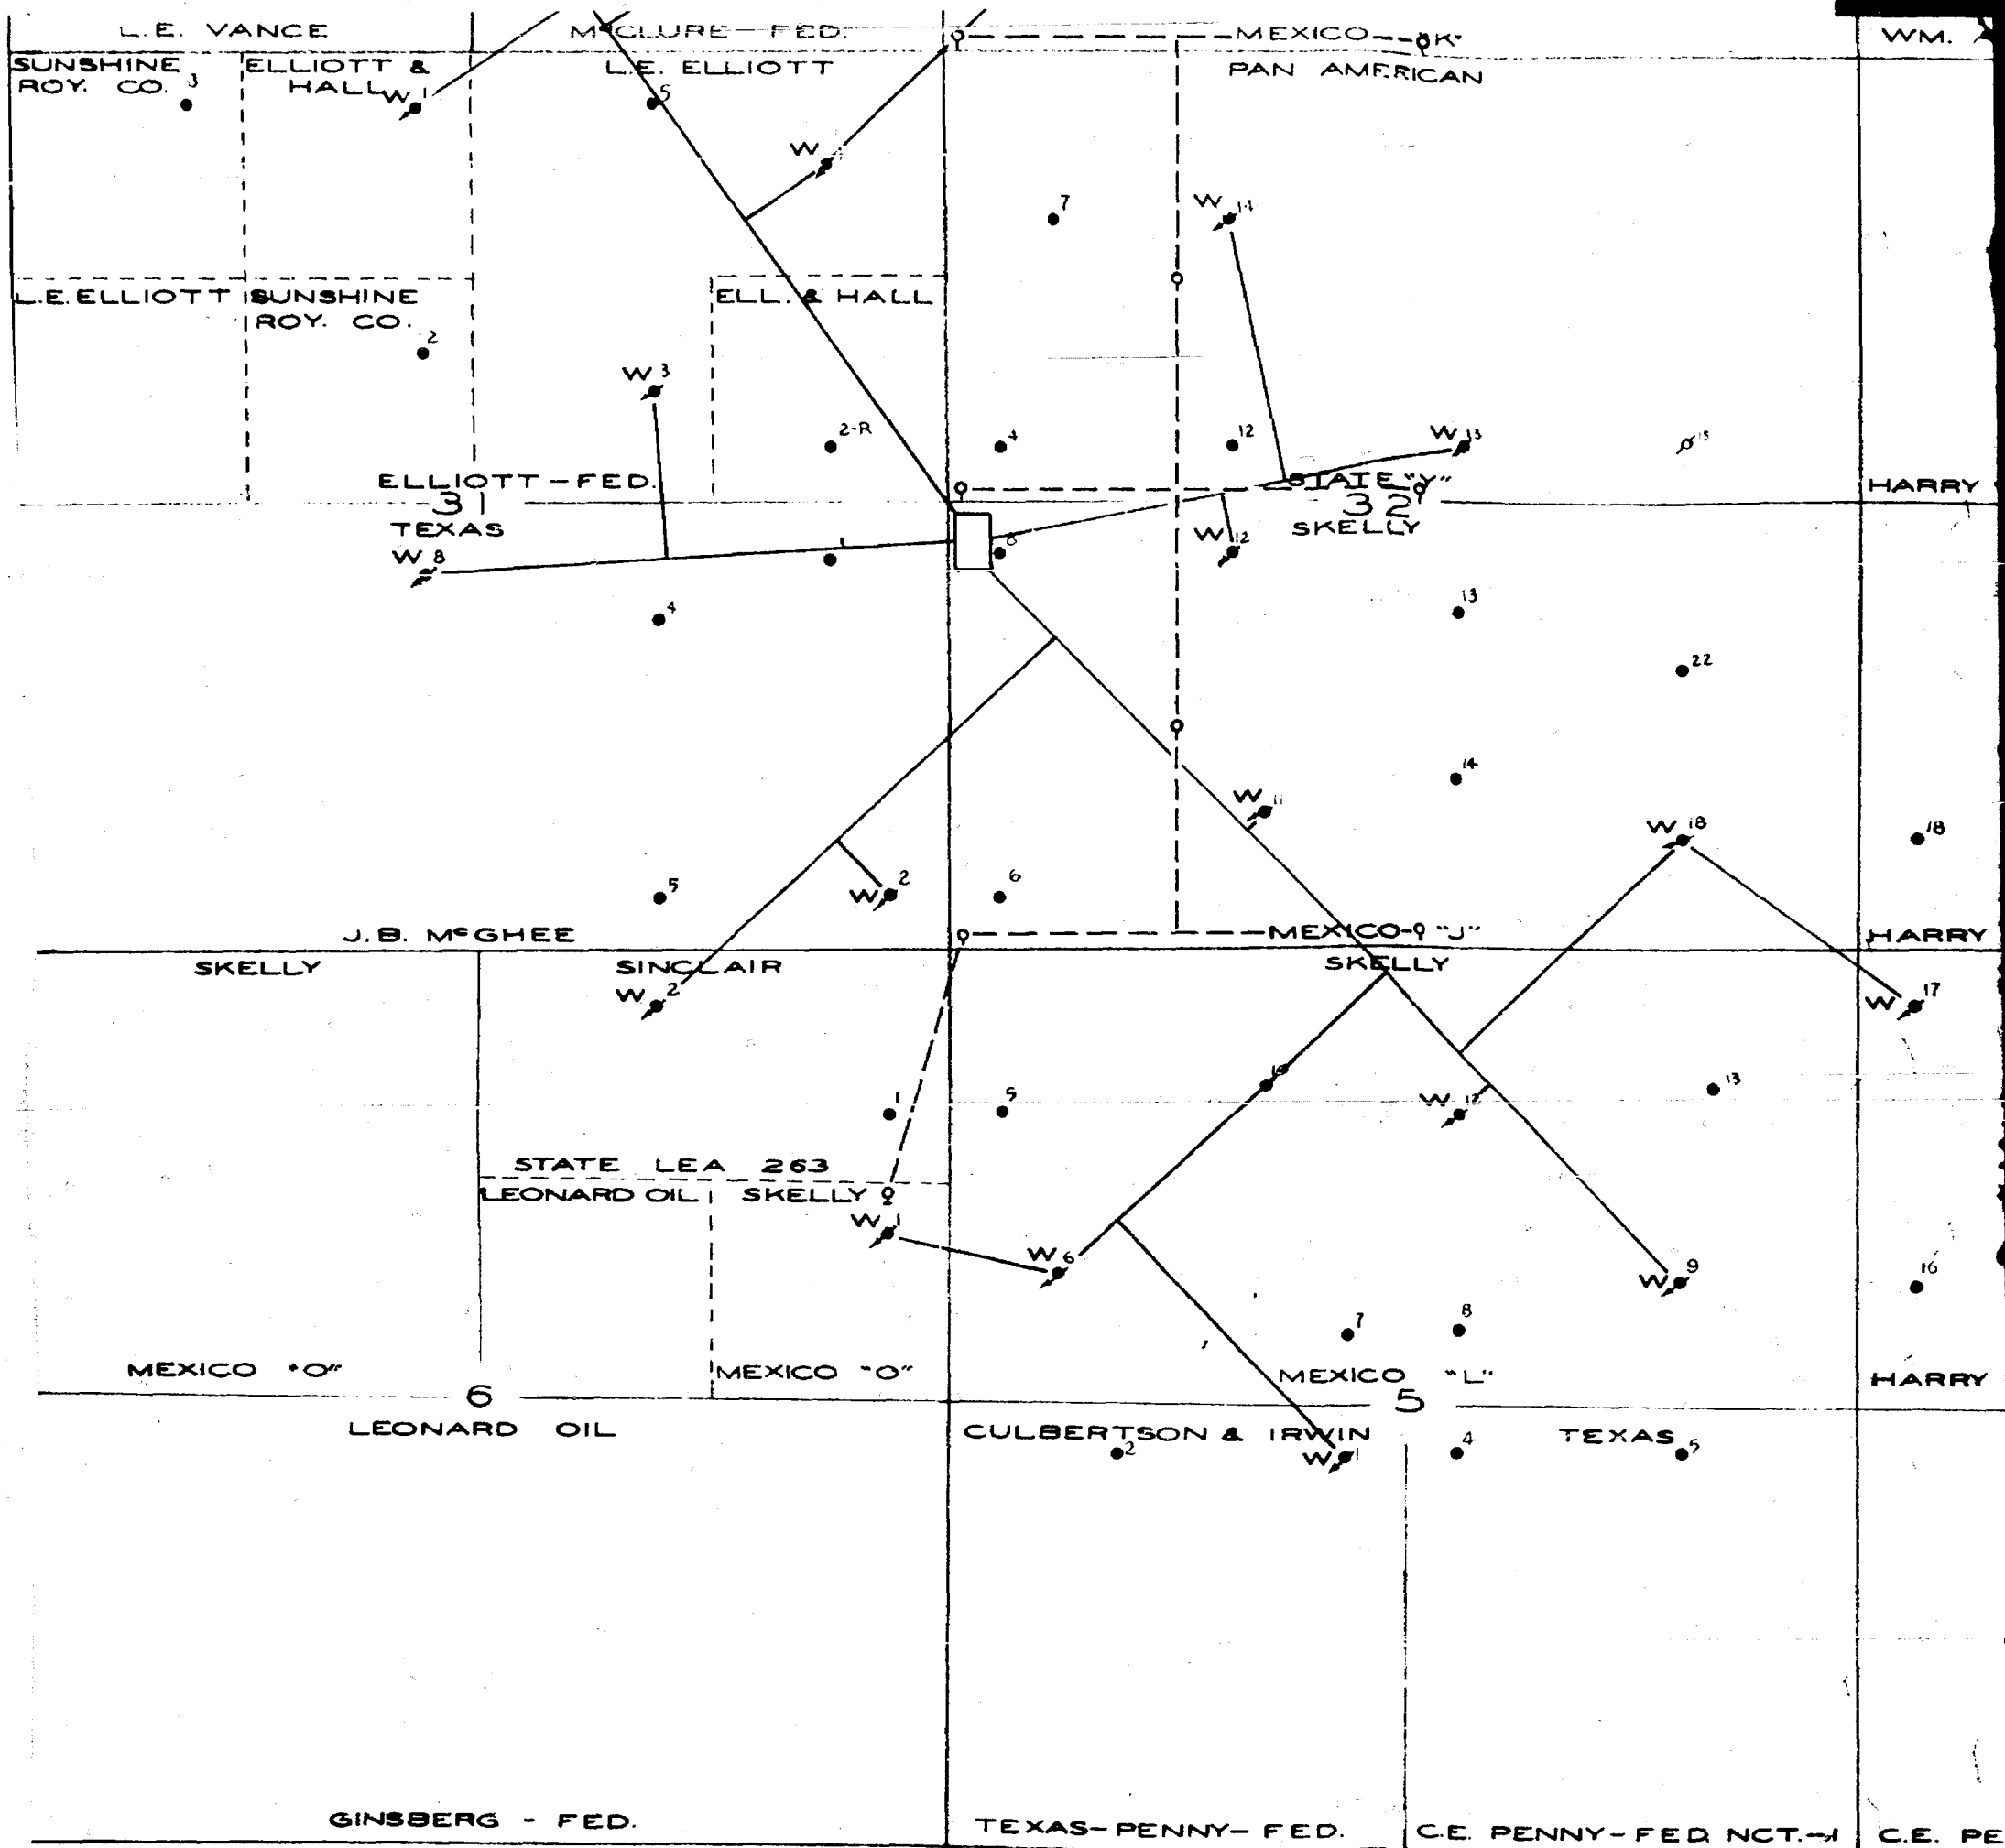 L.E. VANCE
McCLURE-FED.
MEXICO "K"
WM.
SUNSHINE ROY. CO.
3
ELLIOTT & HALL
W 1
L.E. ELLIOTT
5
PAN AMERICAN
W
7
W 14
L.E. ELLIOTT
SUNSHINE ROY. CO.
2
ELL. & HALL
W 3
2-R
4
12
W 13
15
ELLIOTT-FED.
STATE "Y"
HARRY
31
32
TEXAS
SKELLY
W 8
1
8
W 12
4
13
22
14
W 11
W 18
18
5
W 2
6
J.B. McGHEE
MEXICO "J"
HARRY
SKELLY
SINCLAIR
SKELLY
W 2
W 17
1
5
W
13
STATE LEA 263
LEONARD OIL
SKELLY
W 1
W 6
W 9
16
7
8
MEXICO "O"
MEXICO "O"
MEXICO "L"
HARRY
6
5
LEONARD OIL
CULBERTSON & IRWIN
TEXAS
2
W 1
4
5
GINSBERG - FED.
TEXAS-PENNY-FED.
C.E. PENNY-FED. NCT.-1
C.E. PE